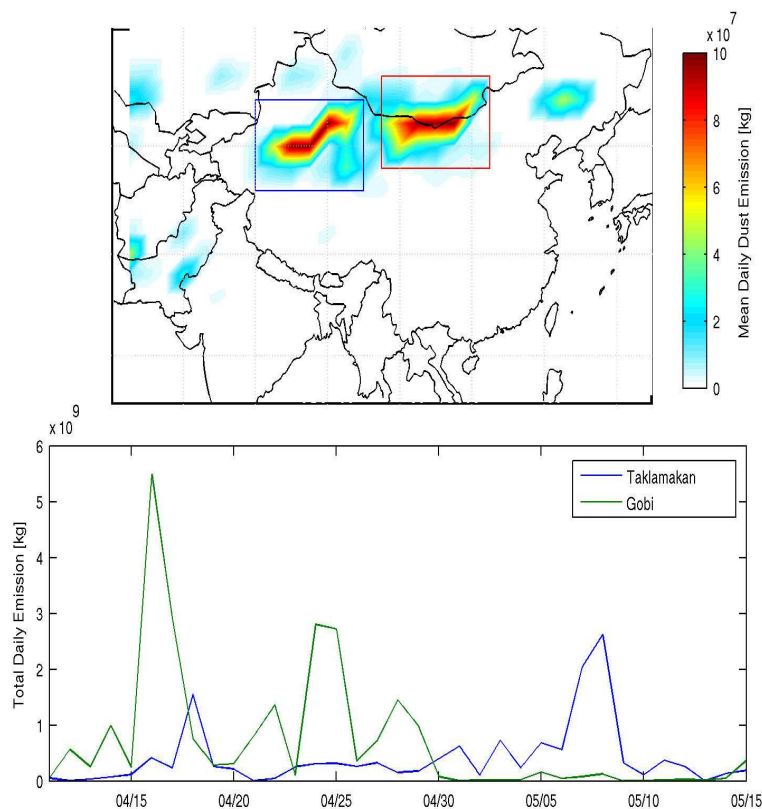 x 10 7
10
8
6
4
2
0
Mean Daily Dust Emission [kg]
x 10 9
6
5
4
3
2
1
0
Total Daily Emission [kg]
Taklamakan
Gobi
04/15 04/20 04/25 04/30 05/05 05/10 05/15